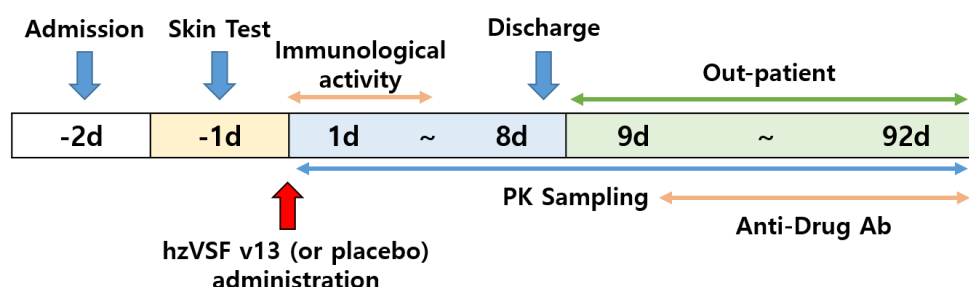 Admission
Skin Test
Immunological
activity
Discharge
Out-patient
-2d
-1d
1d
~
8d
9d
~
92d
PK Sampling
Anti-Drug Ab
hzVSF v13 (or placebo)
administration